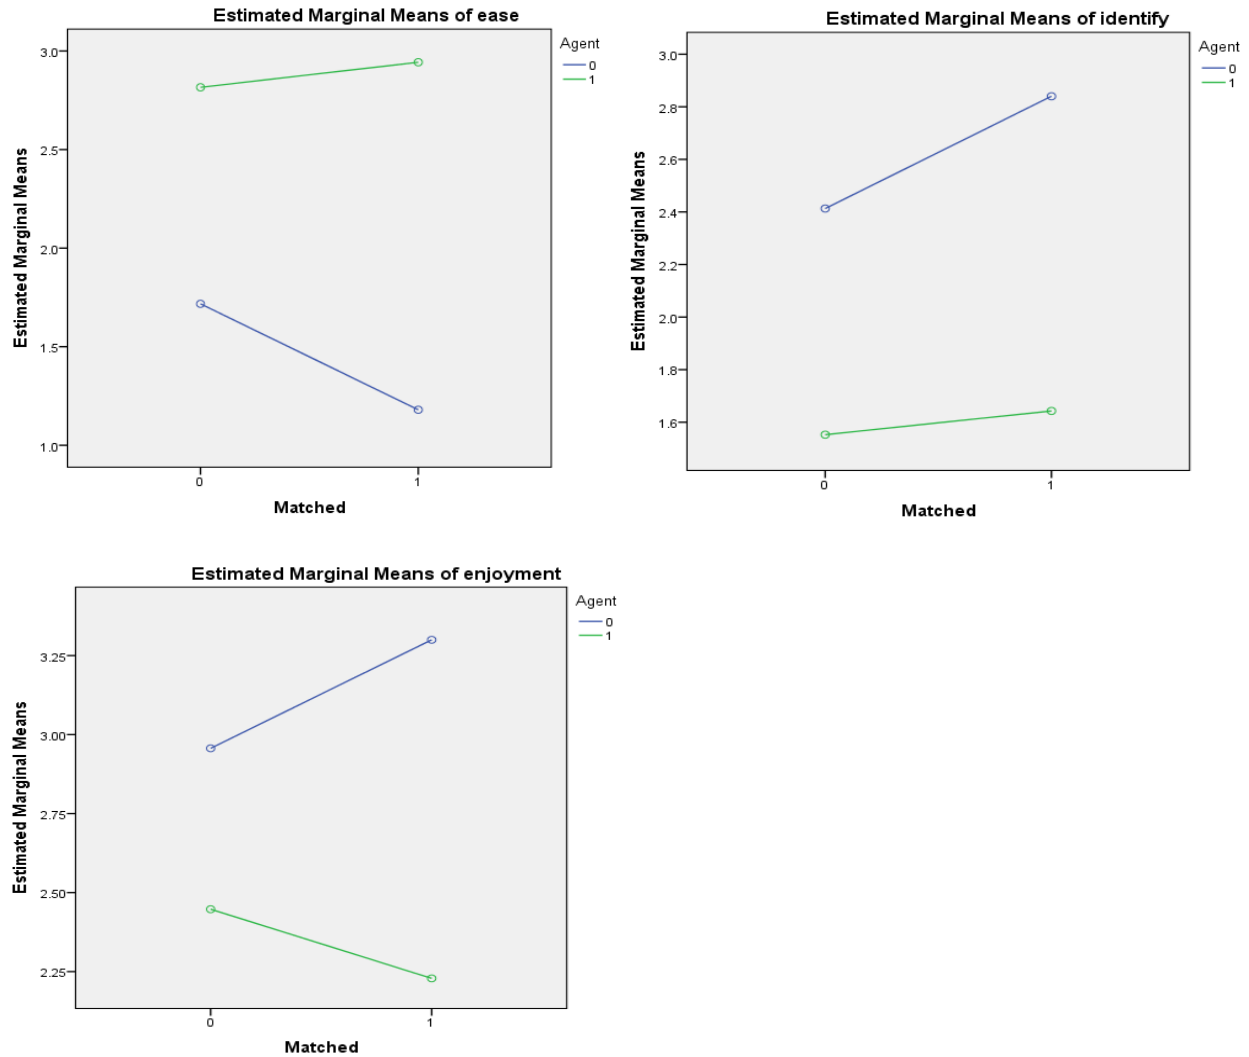 Estimated Marginal Means of ease
Agent
0
1
Estimated Marginal Means
3.0
2.5
2.0
1.5
1.0
0 1
Matched
Estimated Marginal Means of identify
Agent
0
1
Estimated Marginal Means
3.0
2.8
2.6
2.4
2.2
2.0
1.8
1.6
0 1
Matched
Estimated Marginal Means of enjoyment
Agent
0
1
Estimated Marginal Means
3.25
3.00
2.75
2.50
2.25
0 1
Matched